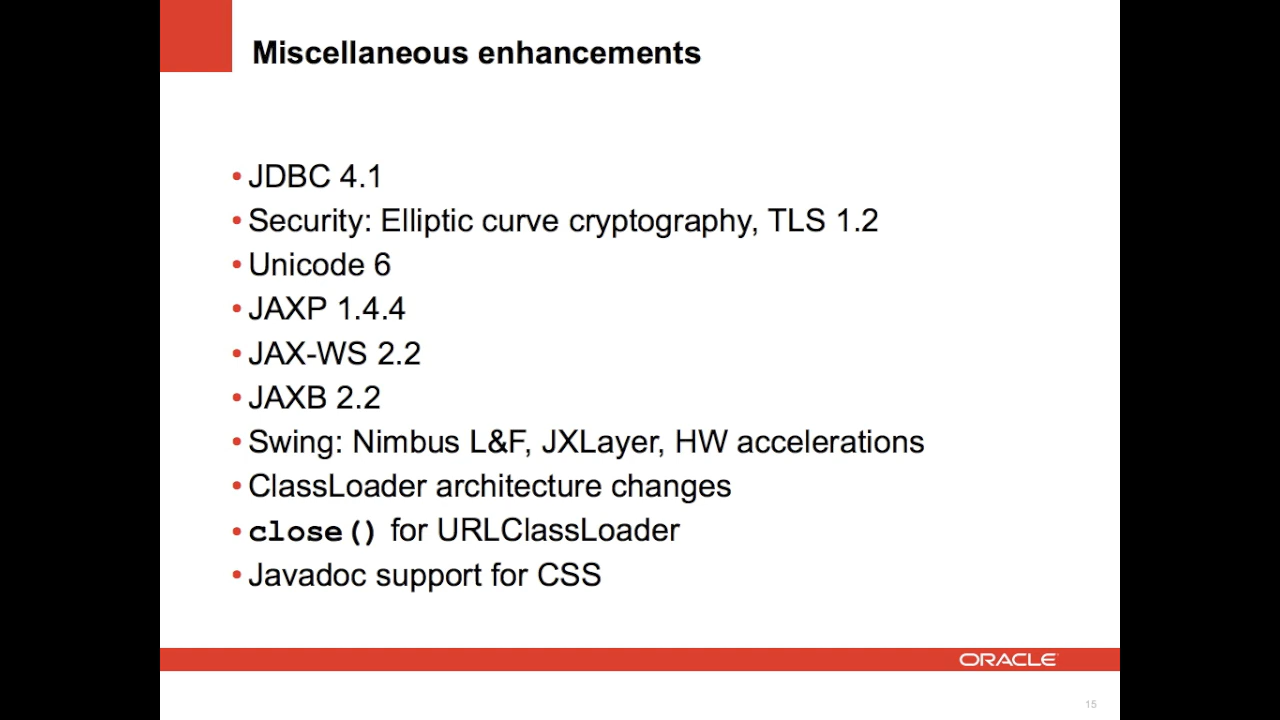 Miscellaneous enhancements
• JDBC 4.1
• Security: Elliptic curve cryptography, TLS 1.2
• Unicode 6
• JAXP 1.4.4
• JAX-WS 2.2
• JAXB 2.2
• Swing: Nimbus L&F, JXLayer, HW accelerations
• ClassLoader architecture changes
• close() for URLClassLoader
• Javadoc support for CSS
ORACLE
15